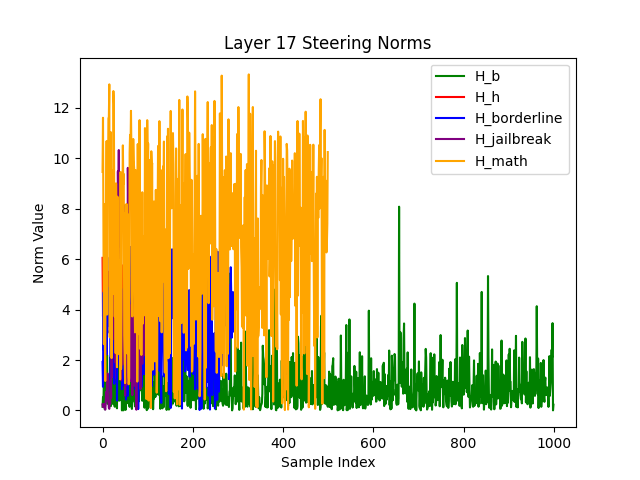 Layer 17 Steering Norms
H_b
H_h
H_borderline
H_jailbreak
H_math
Norm Value
12
10
8
6
4
2
0
0 200 400 600 800 1000
Sample Index